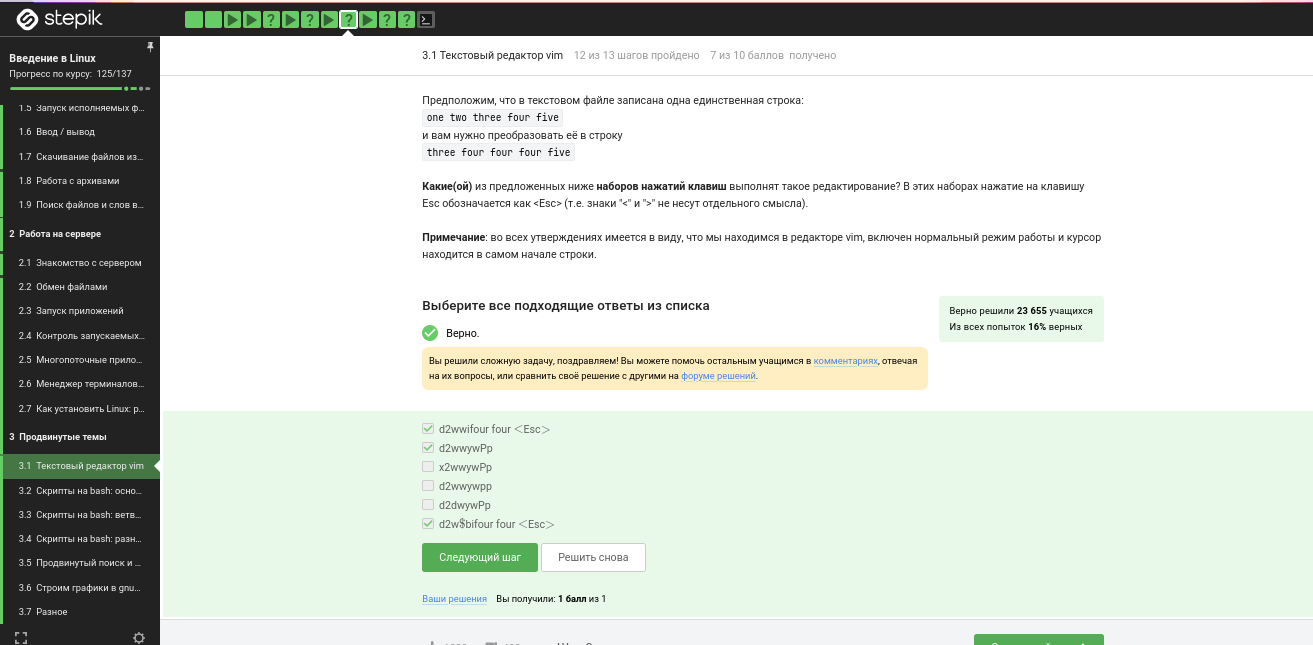 stepik
Введение в Linux
Прогресс по курсу: 125/137
1.5 Запуск исполняемых ф...
1.6 Ввод / вывод
1.7 Скачивание файлов из...
1.8 Работа с архивами
1.9 Поиск файлов и слов в...
2 Работа на сервере
2.1 Знакомство с сервером
2.2 Обмен файлами
2.3 Запуск приложений
2.4 Контроль запускаемых...
2.5 Многопоточные прило...
2.6 Менеджер терминалов...
2.7 Как установить Linux: р...
3 Продвинутые темы
3.1 Текстовый редактор vim
3.2 Скрипты на bash: осно...
3.3 Скрипты на bash: ветв...
3.4 Скрипты на bash: разн...
3.5 Продвинутый поиск и ...
3.6 Строим графики в gnu...
3.7 Разное
3.1 Текстовый редактор vim 12 из 13 шагов пройдено 7 из 10 баллов получено
Предположим, что в текстовом файле записана одна единственная строка:
one two three four five
и вам нужно преобразовать её в строку
three four four four five
Какие(ой) из предложенных ниже наборов нажатий клавиш выполнят такое редактирование? В этих наборах нажатие на клавишу
Esc обозначается как <Esc> (т.е. знаки "<" и ">" не несут отдельного смысла).
Примечание: во всех утверждениях имеется в виду, что мы находимся в редакторе vim, включен нормальный режим работы и курсор
находится в самом начале строки.
Выберите все подходящие ответы из списка
Верно.
Вы решили сложную задачу, поздравляем! Вы можете помочь остальным учащимся в комментариях, отвечая
на их вопросы, или сравнить своё решение с другими на форуме решений.
Верно решили 23 655 учащихся
Из всех попыток 16% верных
d2wwifour four <Esc>
d2wwywPp
x2wwywPp
d2wwywpp
d2dwywPp
d2w$bifour four <Esc>
Следующий шаг
Решить снова
Ваши решения Вы получили: 1 балл из 1